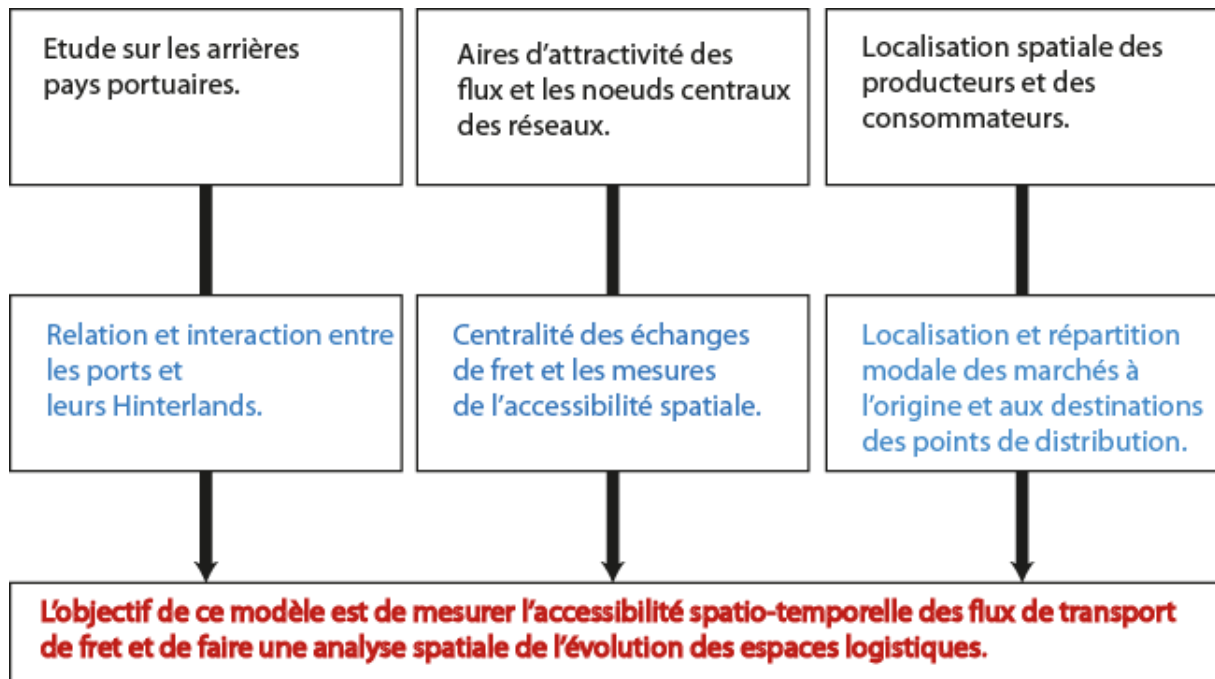 Etude sur les arrières
pays portuaires.
Aires d'attractivité des
flux et les noeuds centraux
des réseaux.
Localisation spatiale des
producteurs et des
consommateurs.
Relation et interaction entre
les ports et
leurs Hinterlands.
Centralité des échanges
de fret et les mesures
de l'accessibilité spatiale.
Localisation et répartition
modale des marchés à
l'origine et aux destinations
des points de distribution.
L'objectif de ce modèle est de mesurer l'accessibilité spatio-temporelle des flux de transport
de fret et de faire une analyse spatiale de l'évolution des espaces logistiques.